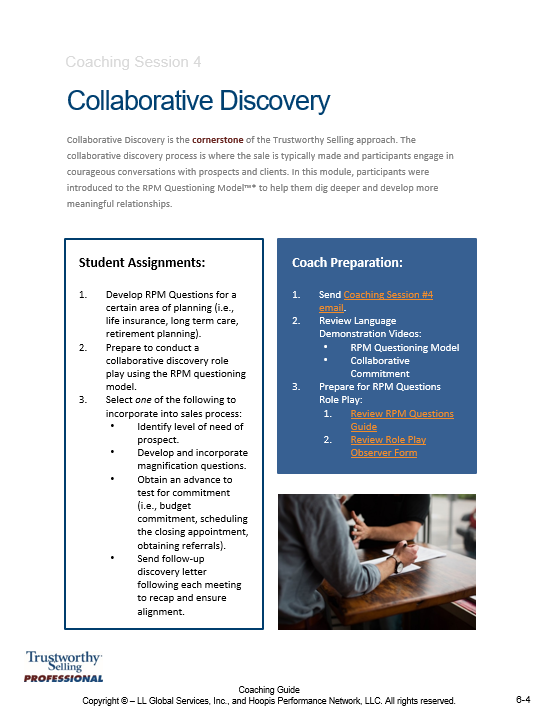 Coaching Session 4
Collaborative Discovery
Collaborative Discovery is the cornerstone of the Trustworthy Selling approach. The
collaborative discovery process is where the sale is typically made and participants engage in
courageous conversations with prospects and clients. In this module, participants were
introduced to the RPM Questioning Model™* to help them dig deeper and develop more
meaningful relationships.
Student Assignments:
1. Develop RPM Questions for a
certain area of planning (i.e.,
life insurance, long term care,
retirement planning).
2. Prepare to conduct a
collaborative discovery role
play using the RPM questioning
model.
3. Select one of the following to
incorporate into sales process:
• Identify level of need of
prospect.
• Develop and incorporate
magnification questions.
• Obtain an advance to
test for commitment
(i.e., budget
commitment, scheduling
the closing appointment,
obtaining referrals).
• Send follow-up
discovery letter
following each meeting
to recap and ensure
alignment.
Coach Preparation:
1. Send Coaching Session #4
email.
2. Review Language
Demonstration Videos:
• RPM Questioning Model
• Collaborative
Commitment
3. Prepare for RPM Questions
Role Play:
1. Review RPM Questions
Guide
2. Review Role Play
Observer Form
Trustworthy
Selling
PROFESSIONAL
Coaching Guide
Copyright © – LL Global Services, Inc., and Hoopis Performance Network, LLC. All rights reserved.
6-4